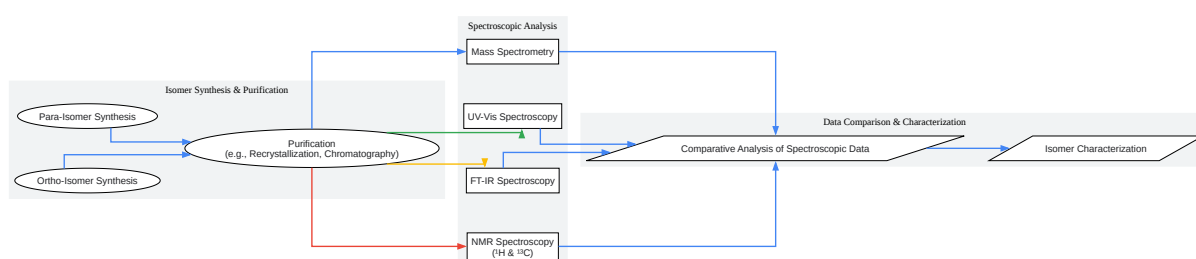 Spectroscopic Analysis
Mass Spectrometry
Isomer Synthesis & Purification
Para-Isomer Synthesis
UV-Vis Spectroscopy
Data Comparison & Characterization
Purification
(e.g., Recrystallization, Chromatography)
Comparative Analysis of Spectroscopic Data
Isomer Characterization
Ortho-Isomer Synthesis
FT-IR Spectroscopy
NMR Spectroscopy
(¹H & ¹³C)